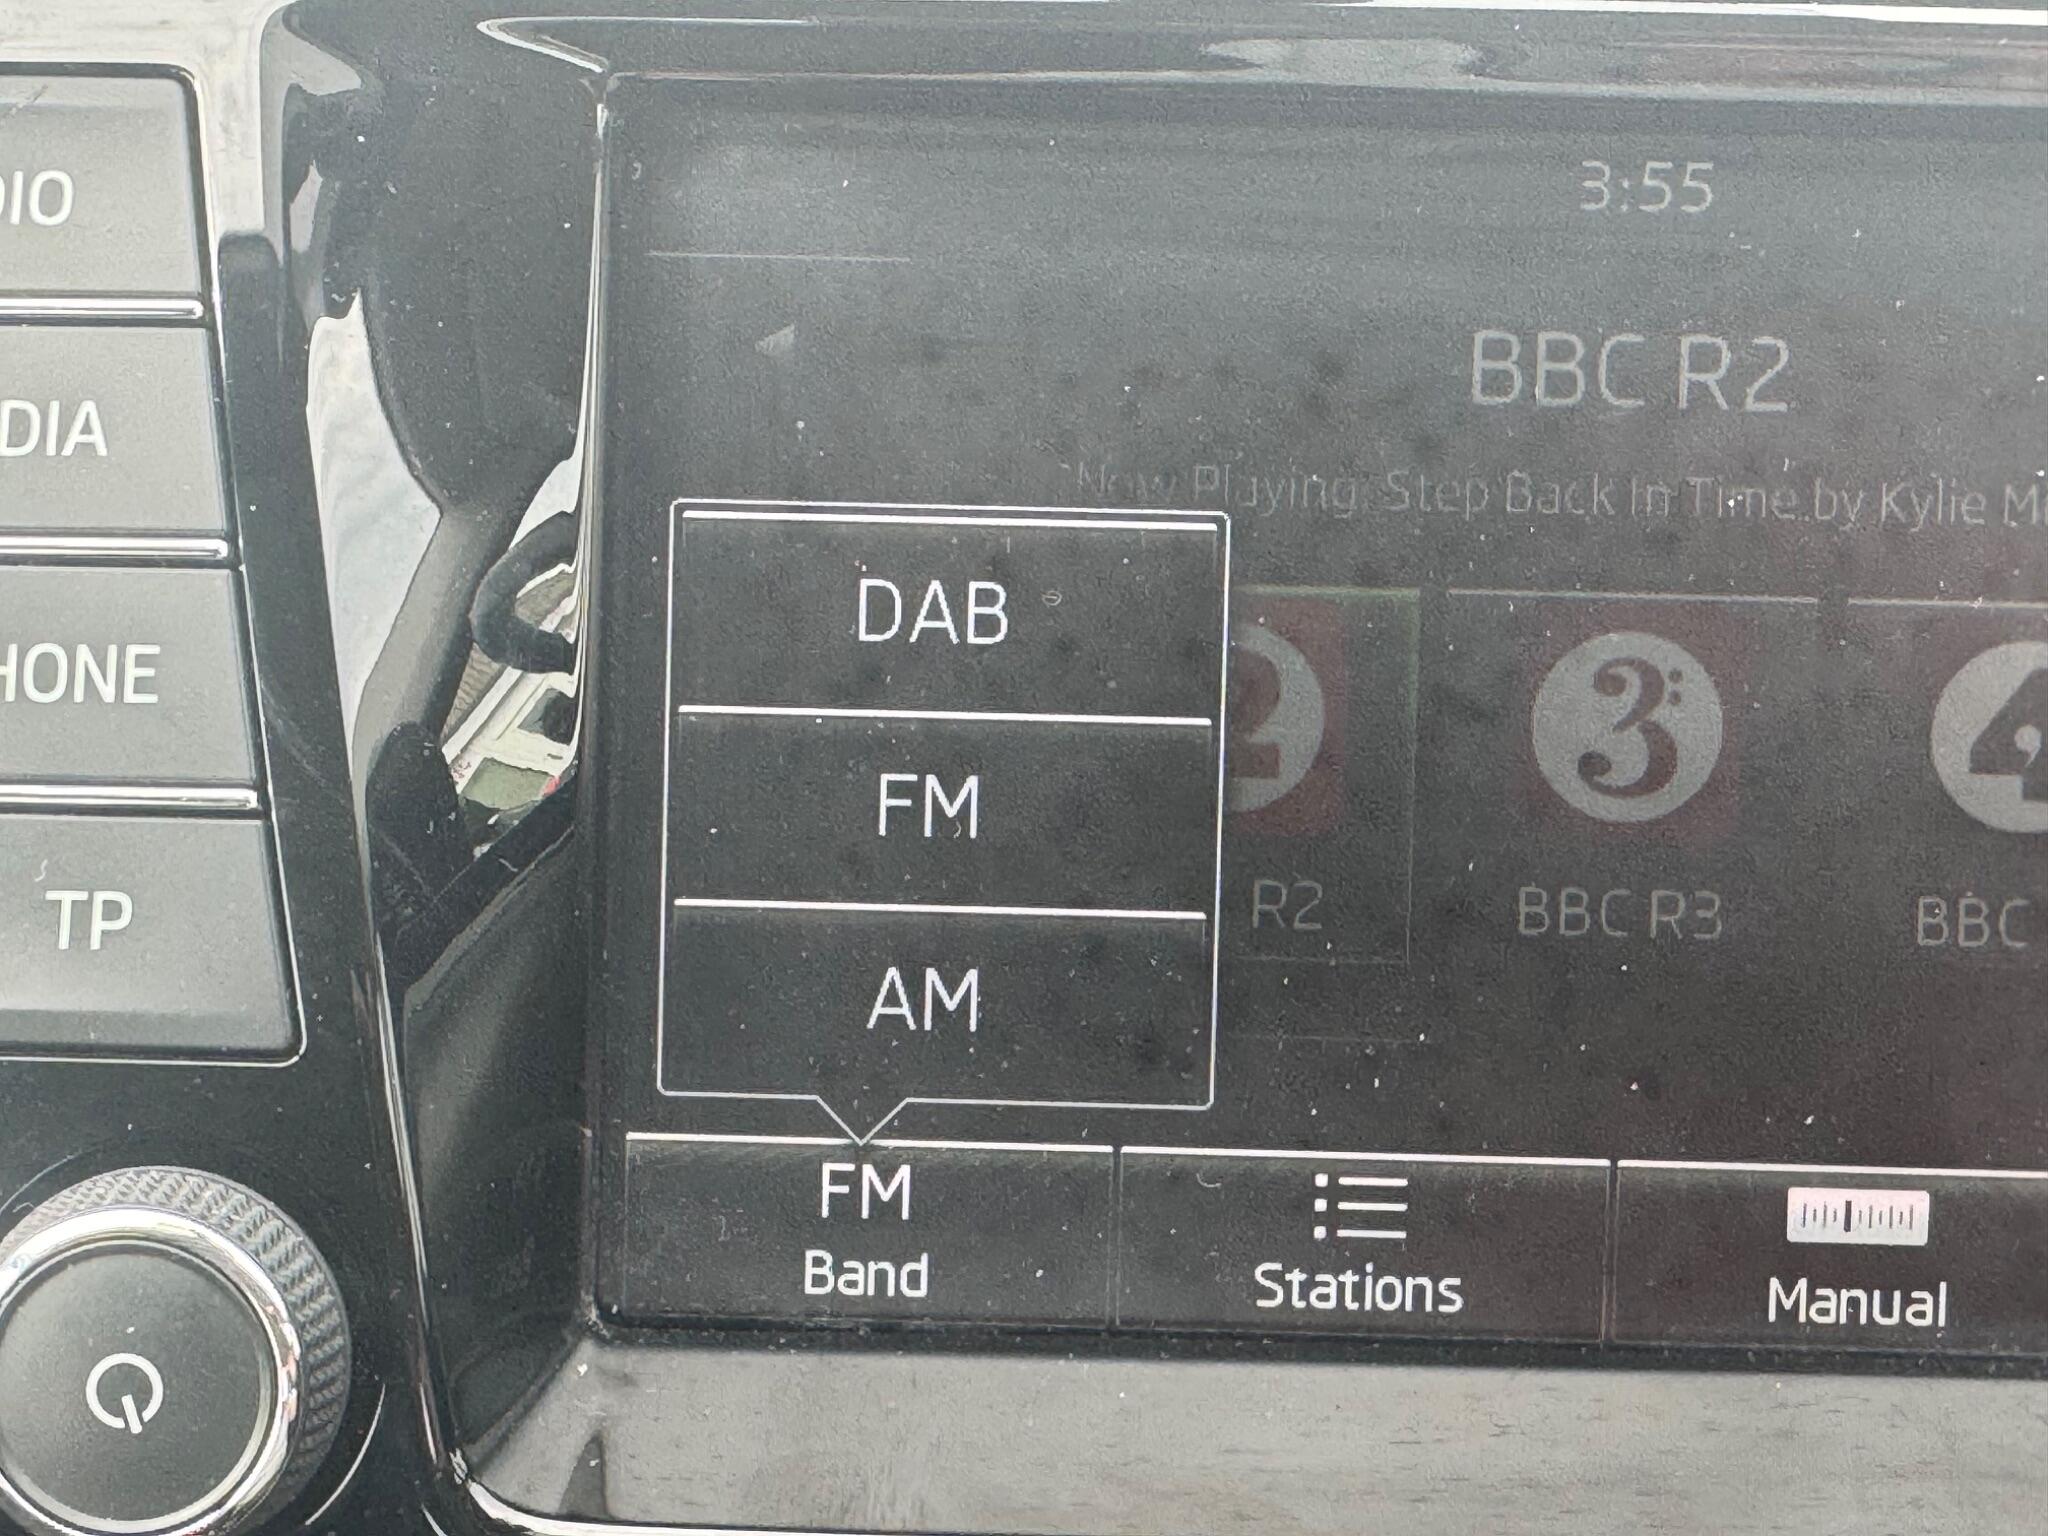 DIO
DIA
HONE
TP
3:55
BBC R2
Now Playing: Step Back In Time by Kylie M
DAB
FM
AM
2
3
4
R2
BBC R3
BBC
FM
Band
Stations
Manual